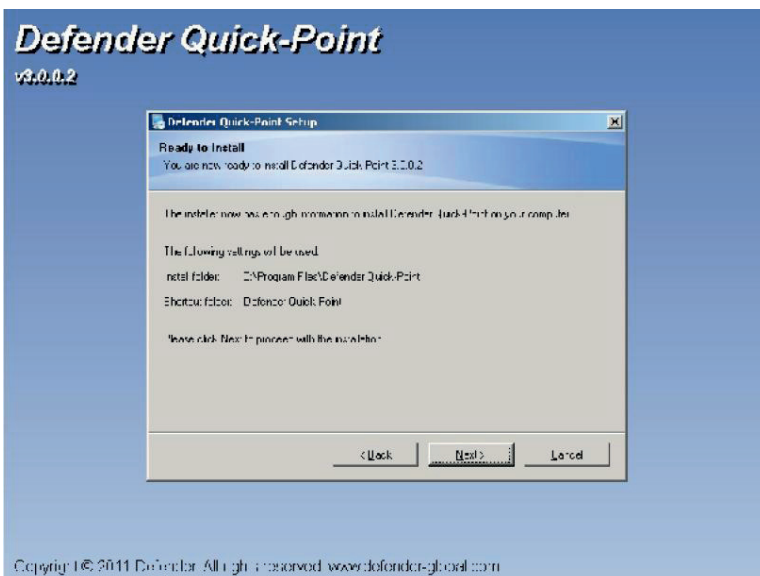 Defender Quick-Point
v3.0.0.2
Defender Quick-Point Setup
Ready to Install
You are now ready to install Defender Quick Point 3.0.0.2
The installer now has enough information to install Defender Quick-Point on your computer
The following settings will be used:
Install folder: C:\Program Files\Defender Quick-Point
Shortcut folder: Defender Quick Point
Please click Next to proceed with the installation
< Back
Next >
Cancel
Copyright © 2011 Defender. All rights reserved. www.defender-global.com